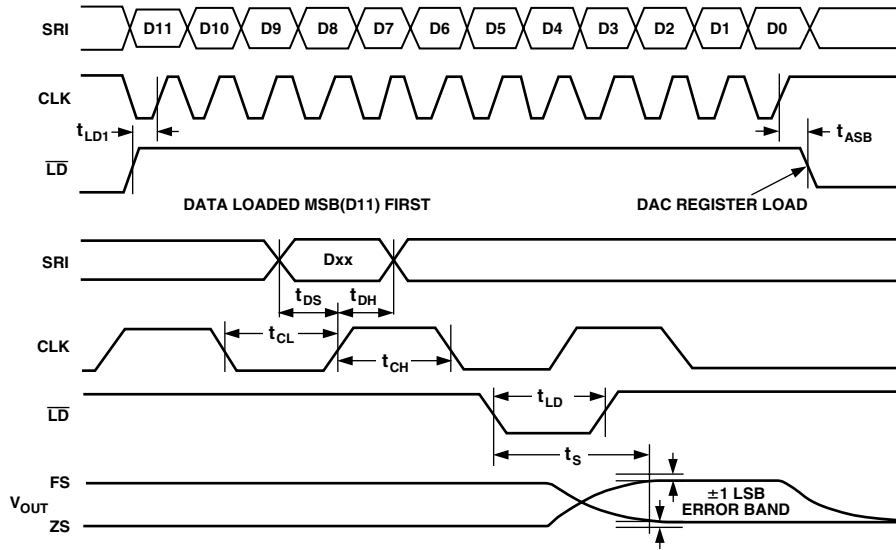 SRI D11 D10 D9 D8 D7 D6 D5 D4 D3 D2 D1 D0
CLK
tLD1 tASB
LD
DATA LOADED MSB(D11) FIRST DAC REGISTER LOAD
SRI Dxx
tDS tDH
CLK tCL
tCH
LD tLD
tS
FS
±1 LSB
VOUT ERROR BAND
ZS